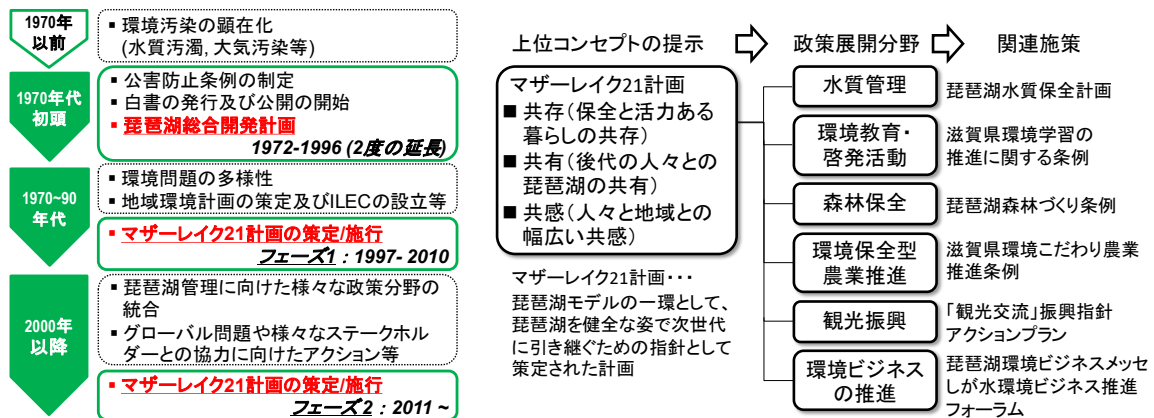 1970年
以前
▪ 環境汚染の顕在化
(水質汚濁, 大気汚染等)
1970年代
初頭
▪ 公害防止条例の制定
▪ 白書の発行及び公開の開始
▪ 琵琶湖総合開発計画
1972-1996 (2度の延長)
1970~90
年代
▪ 環境問題の多様性
▪ 地域環境計画の策定及びILECの設立等
▪ マザーレイク21計画の策定/施行
フェーズ1 : 1997- 2010
2000年
以降
▪ 琵琶湖管理に向けた様々な政策分野の
統合
▪ グローバル問題や様々なステークホル
ダーとの協力に向けたアクション等
▪ マザーレイク21計画の策定/施行
フェーズ2 : 2011 ~
上位コンセプトの提示
政策展開分野
関連施策
マザーレイク21計画
■ 共存(保全と活力ある
暮らしの共存)
■ 共有(後代の人々との
琵琶湖の共有)
■ 共感(人々と地域との
幅広い共感)
マザーレイク21計画・・・
琵琶湖モデルの一環として、
琵琶湖を健全な姿で次世代
に引き継ぐための指針として
策定された計画
水質管理
琵琶湖水質保全計画
環境教育・
啓発活動
滋賀県環境学習の
推進に関する条例
森林保全
琵琶湖森林づくり条例
環境保全型
農業推進
滋賀県環境こだわり農業
推進条例
観光振興
「観光交流」振興指針
アクションプラン
環境ビジネス
の推進
琵琶湖環境ビジネスメッセ
しが水環境ビジネス推進
フォーラム